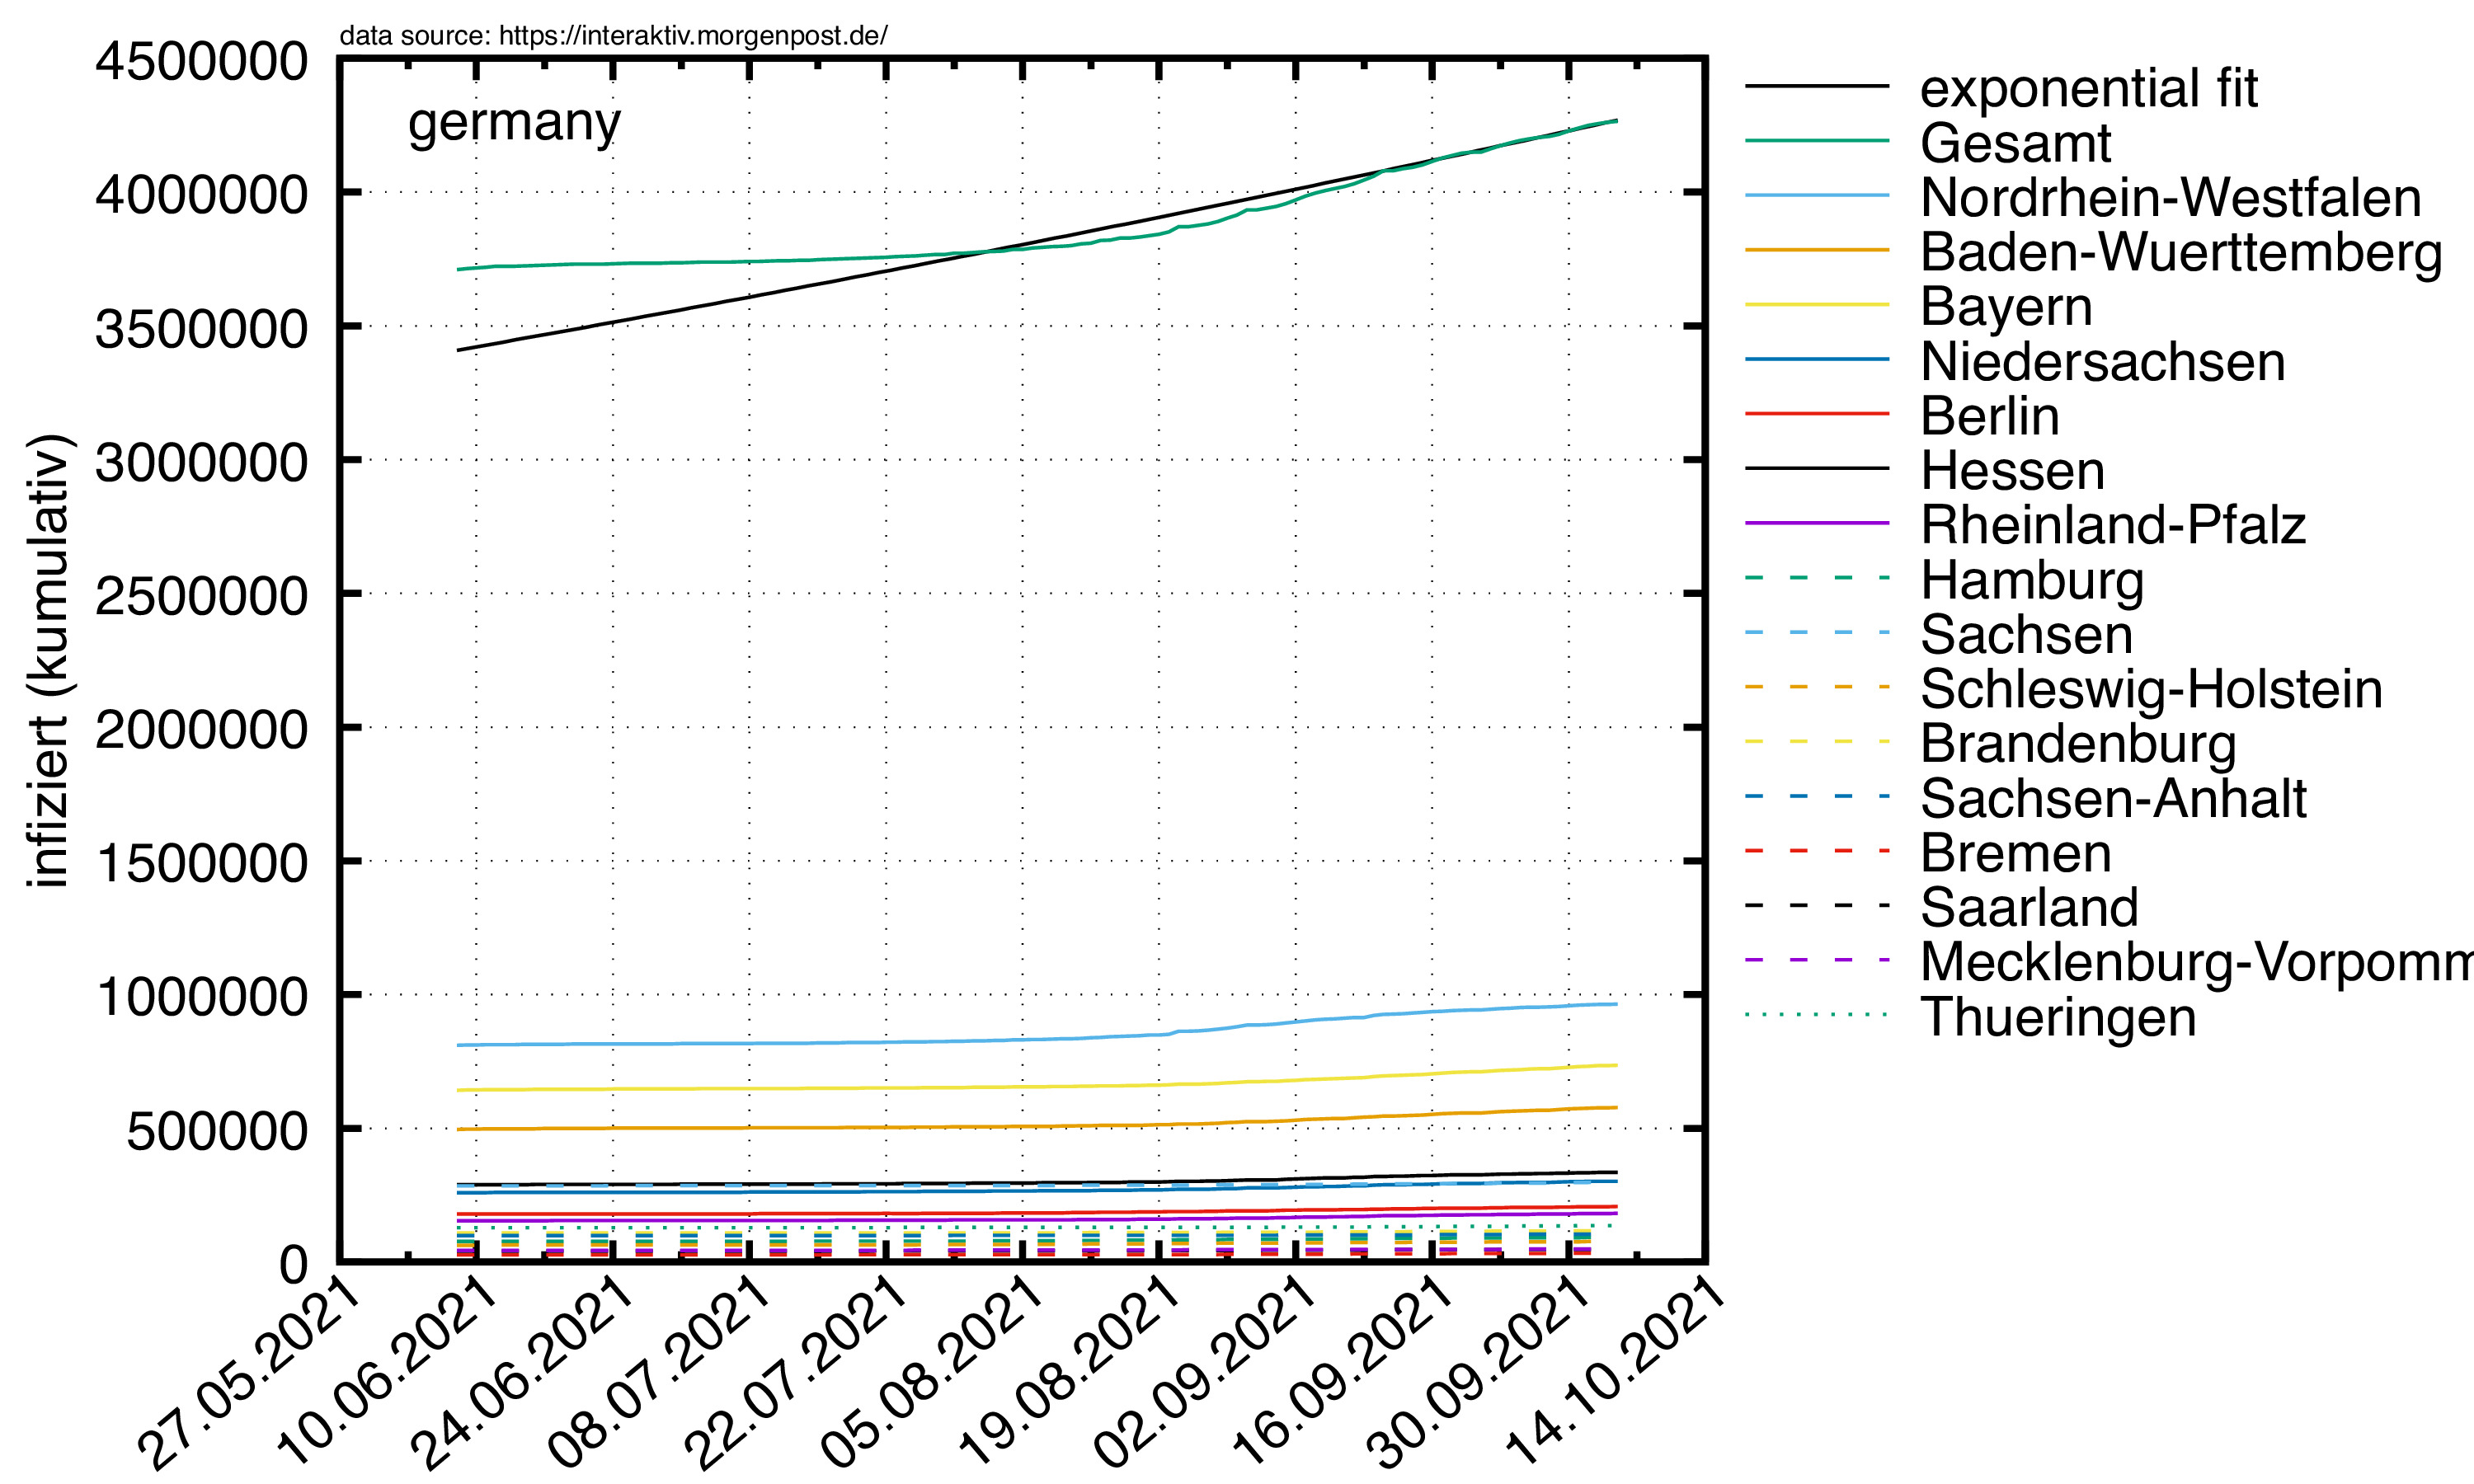 data source: https://interaktiv.morgenpost.de/
germany
infiziert (kumulativ)
4500000
4000000
3500000
3000000
2500000
2000000
1500000
1000000
500000
0
27.05.2021
10.06.2021
24.06.2021
08.07.2021
22.07.2021
05.08.2021
19.08.2021
02.09.2021
16.09.2021
30.09.2021
14.10.2021
exponential fit
Gesamt
Nordrhein-Westfalen
Baden-Wuerttemberg
Bayern
Niedersachsen
Berlin
Hessen
Rheinland-Pfalz
Hamburg
Sachsen
Schleswig-Holstein
Brandenburg
Sachsen-Anhalt
Bremen
Saarland
Mecklenburg-Vorpomm
Thueringen